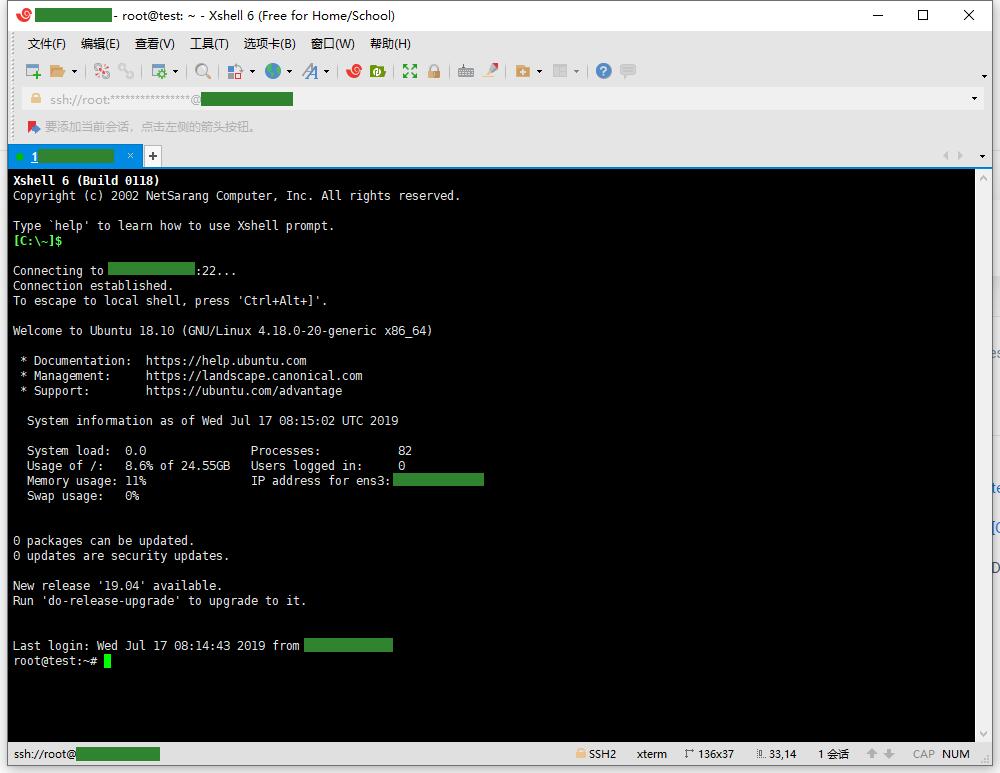 - root@test: ~ - Xshell 6 (Free for Home/School)
文件(F) 编辑(E) 查看(V) 工具(T) 选项卡(B) 窗口(W) 帮助(H)
ssh://root:****************@
要添加当前会话，点击左侧的箭头按钮。
1
Xshell 6 (Build 0118)
Copyright (c) 2002 NetSarang Computer, Inc. All rights reserved.
Type `help' to learn how to use Xshell prompt.
[C:\~]$
Connecting to :22...
Connection established.
To escape to local shell, press 'Ctrl+Alt+]'.
Welcome to Ubuntu 18.10 (GNU/Linux 4.18.0-20-generic x86_64)
* Documentation: https://help.ubuntu.com
* Management: https://landscape.canonical.com
* Support: https://ubuntu.com/advantage
System information as of Wed Jul 17 08:15:02 UTC 2019
System load: 0.0 Processes: 82
Usage of /: 8.6% of 24.55GB Users logged in: 0
Memory usage: 11% IP address for ens3:
Swap usage: 0%
0 packages can be updated.
0 updates are security updates.
New release '19.04' available.
Run 'do-release-upgrade' to upgrade to it.
Last login: Wed Jul 17 08:14:43 2019 from
root@test:~#
ssh://root@ SSH2 xterm 136x37 33,14 1 会话 CAP NUM